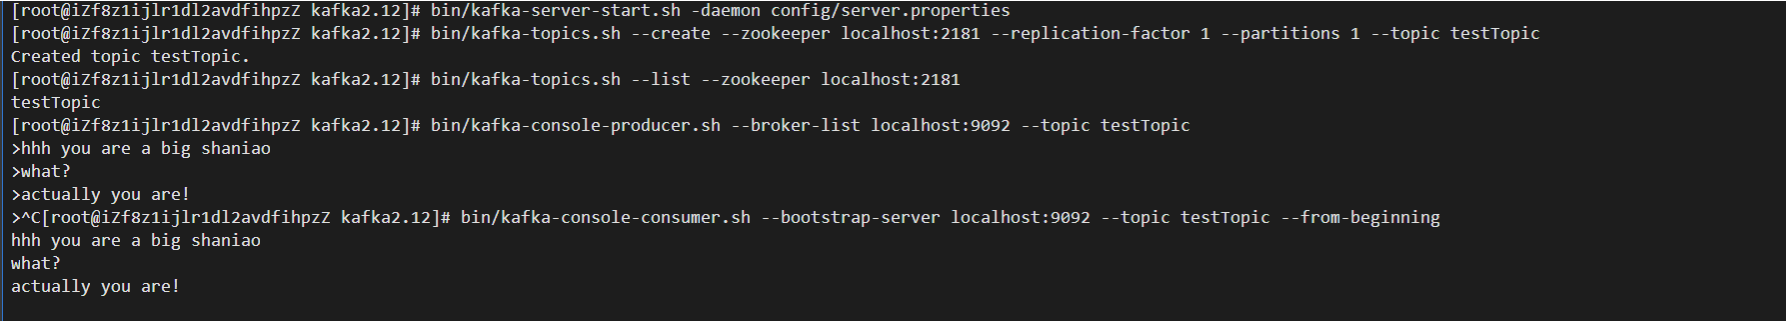 [root@iZf8z1ijlr1dl2avdfihpzZ kafka2.12]# bin/kafka-server-start.sh -daemon config/server.properties
[root@iZf8z1ijlr1dl2avdfihpzZ kafka2.12]# bin/kafka-topics.sh --create --zookeeper localhost:2181 --replication-factor 1 --partitions 1 --topic testTopic
Created topic testTopic.
[root@iZf8z1ijlr1dl2avdfihpzZ kafka2.12]# bin/kafka-topics.sh --list --zookeeper localhost:2181
testTopic
[root@iZf8z1ijlr1dl2avdfihpzZ kafka2.12]# bin/kafka-console-producer.sh --broker-list localhost:9092 --topic testTopic
>hhh you are a big shaniao
>what?
>actually you are!
>^C[root@iZf8z1ijlr1dl2avdfihpzZ kafka2.12]# bin/kafka-console-consumer.sh --bootstrap-server localhost:9092 --topic testTopic --from-beginning
hhh you are a big shaniao
what?
actually you are!